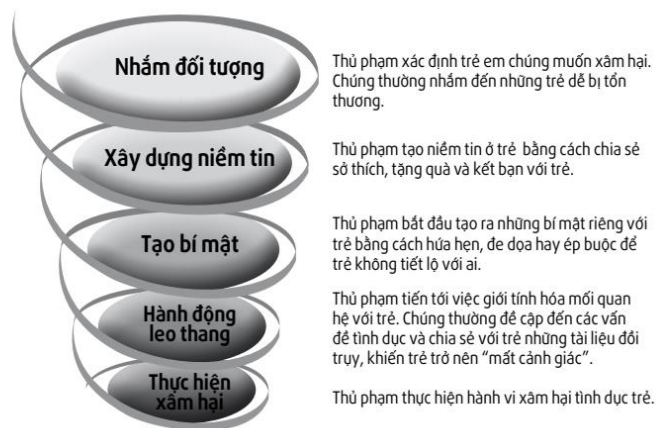 Nhắm đối tượng
Thủ phạm xác định trẻ em chúng muốn xâm hại.
Chúng thường nhắm đến những trẻ dễ bị tổn
thương.
Xây dựng niềm tin
Thủ phạm tạo niềm tin ở trẻ bằng cách chia sẻ
sở thích, tặng quà và kết bạn với trẻ.
Tạo bí mật
Thủ phạm bắt đầu tạo ra những bí mật riêng với
trẻ bằng cách hứa hẹn, đe dọa hay ép buộc để
trẻ không tiết lộ với ai.
Hành động
leo thang
Thủ phạm tiến tới việc giới tính hóa mối quan
hệ với trẻ. Chúng thường đề cập đến các vấn
đề tình dục và chia sẻ với trẻ những tài liệu đồi
trụy, khiến trẻ trở nên “mất cảnh giác”.
Thực hiện
xâm hại
Thủ phạm thực hiện hành vi xâm hại tình dục trẻ.